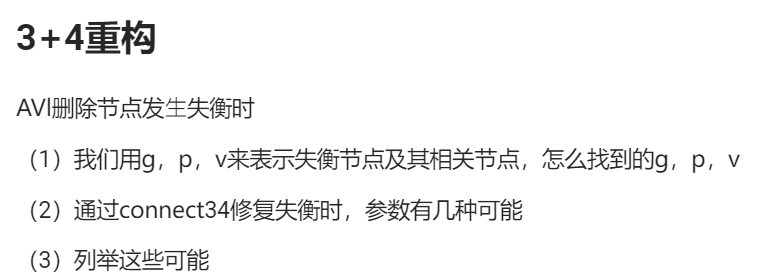 3+4重构
AVl删除节点发生失衡时
（1）我们用g，p，v来表示失衡节点及其相关节点，怎么找到的g，p，v
（2）通过connect34修复失衡时，参数有几种可能
（3）列举这些可能